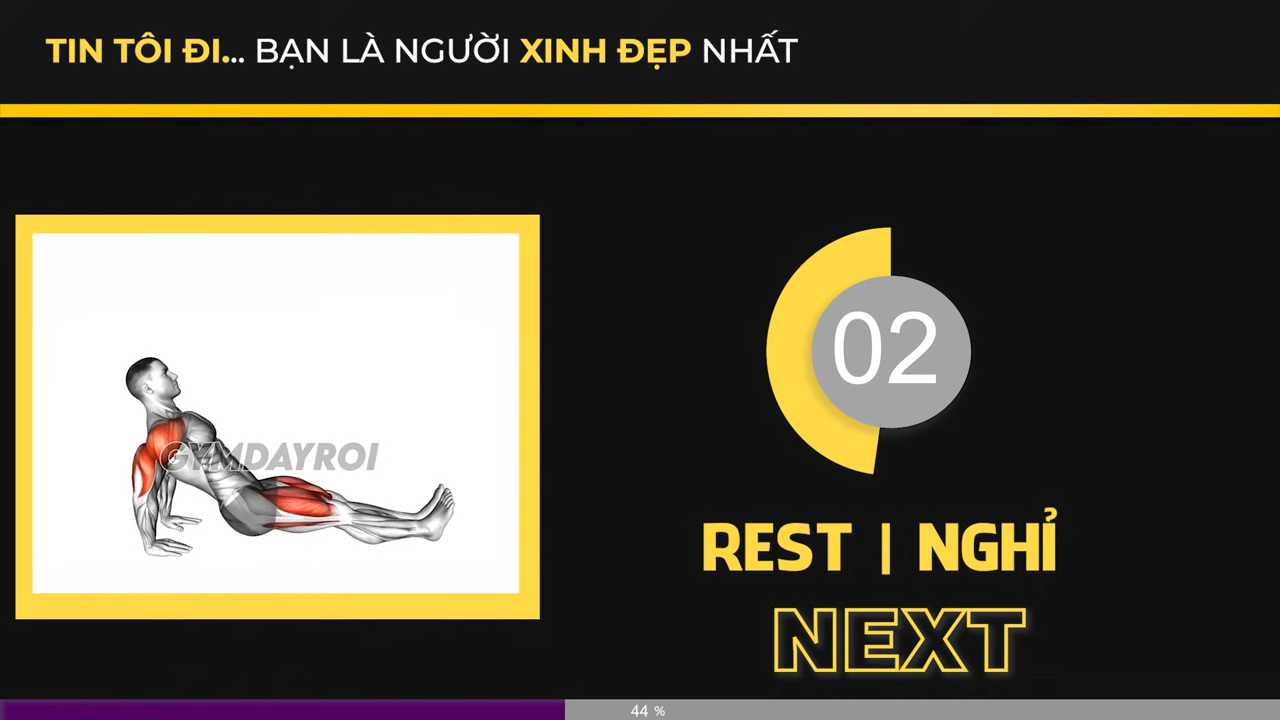 TIN TÔI ĐI... BẠN LÀ NGƯỜI XINH ĐẸP NHẤT
GYMDAYROI
02
REST | NGHỈ
NEXT
44 %